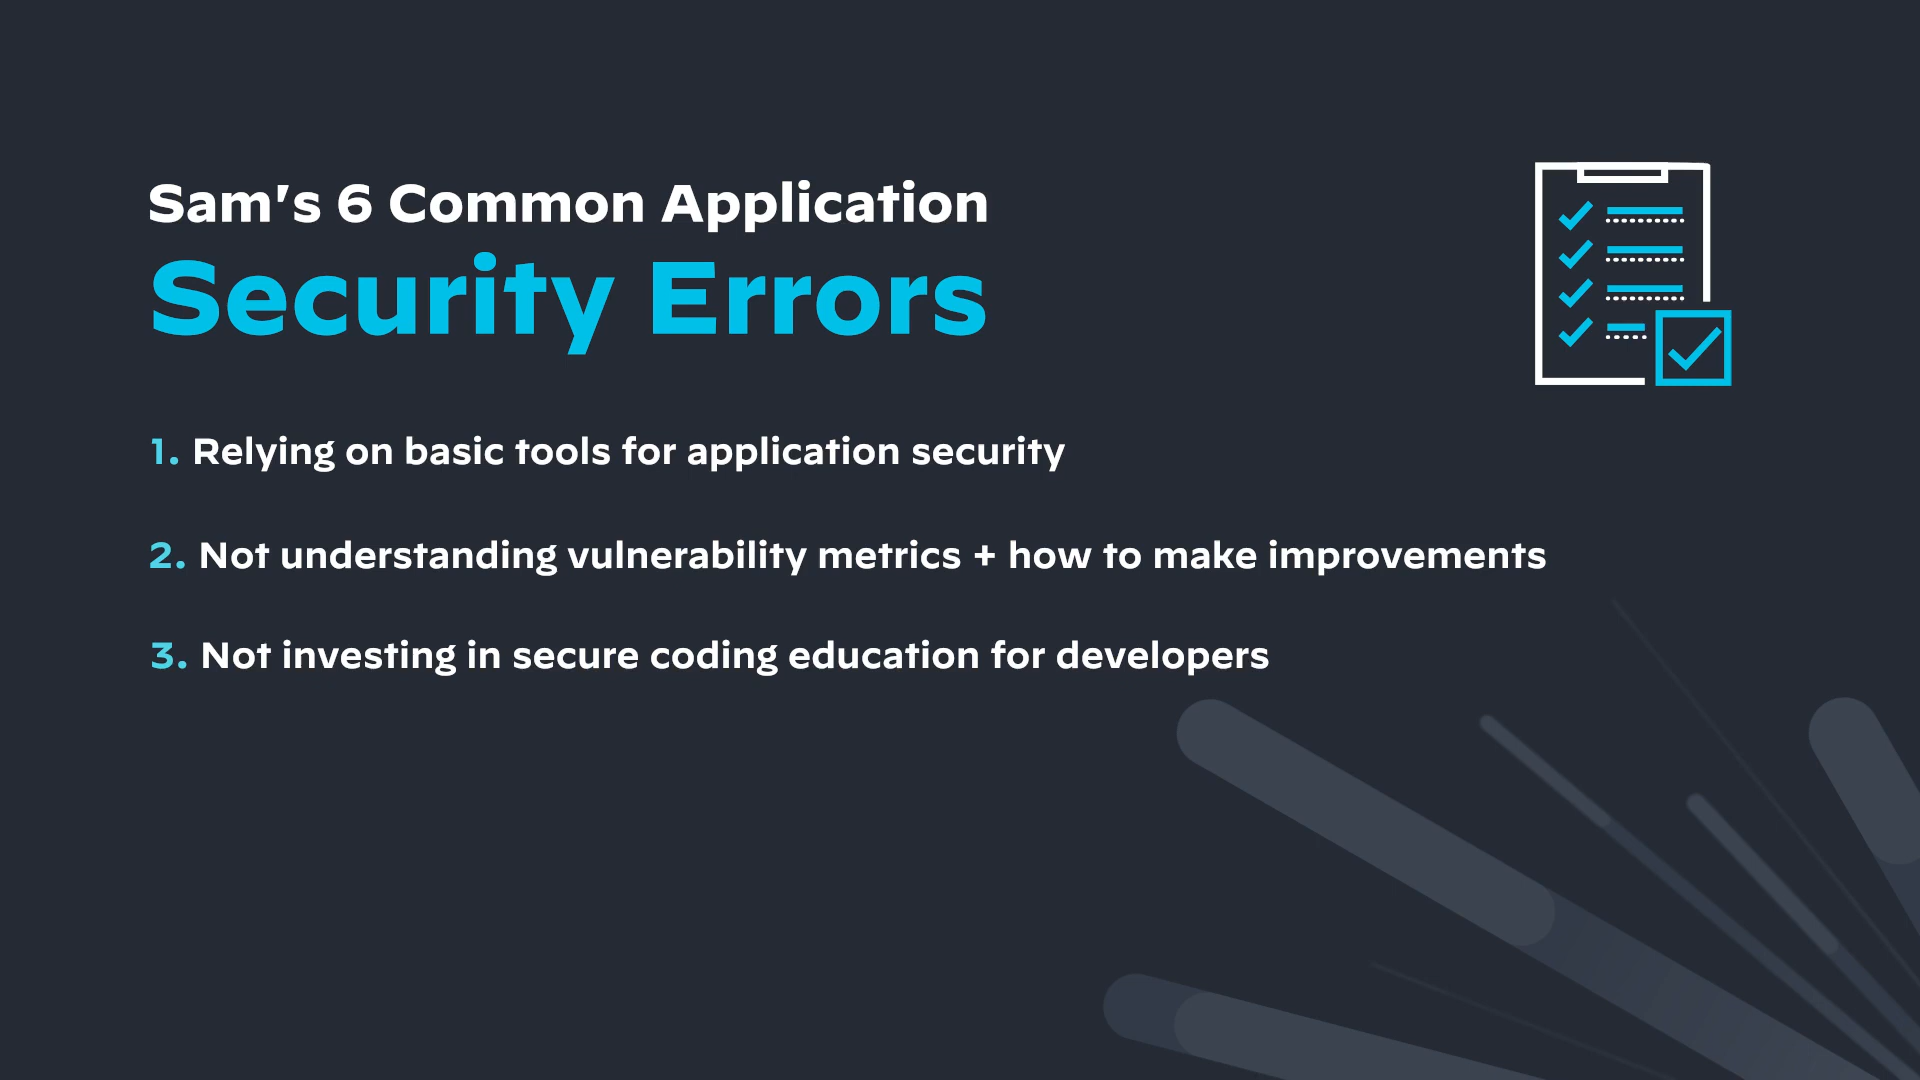 Sam's 6 Common Application
Security Errors
1. Relying on basic tools for application security
2. Not understanding vulnerability metrics + how to make improvements
3. Not investing in secure coding education for developers